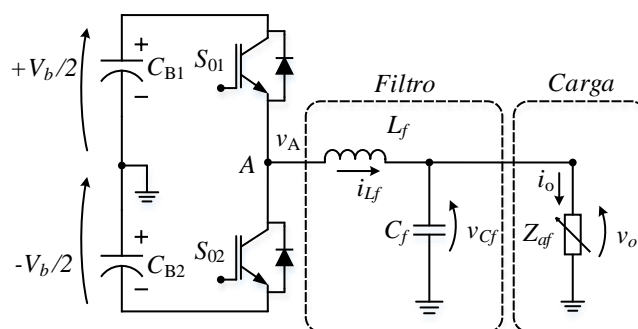 +
+V_b/2
C_B1
−
S_01
Filtro
Carga
v_A
L_f
A
i_Lf
i_o
+
-V_b/2
C_B2
−
S_02
C_f
v_Cf
Z_af
v_o